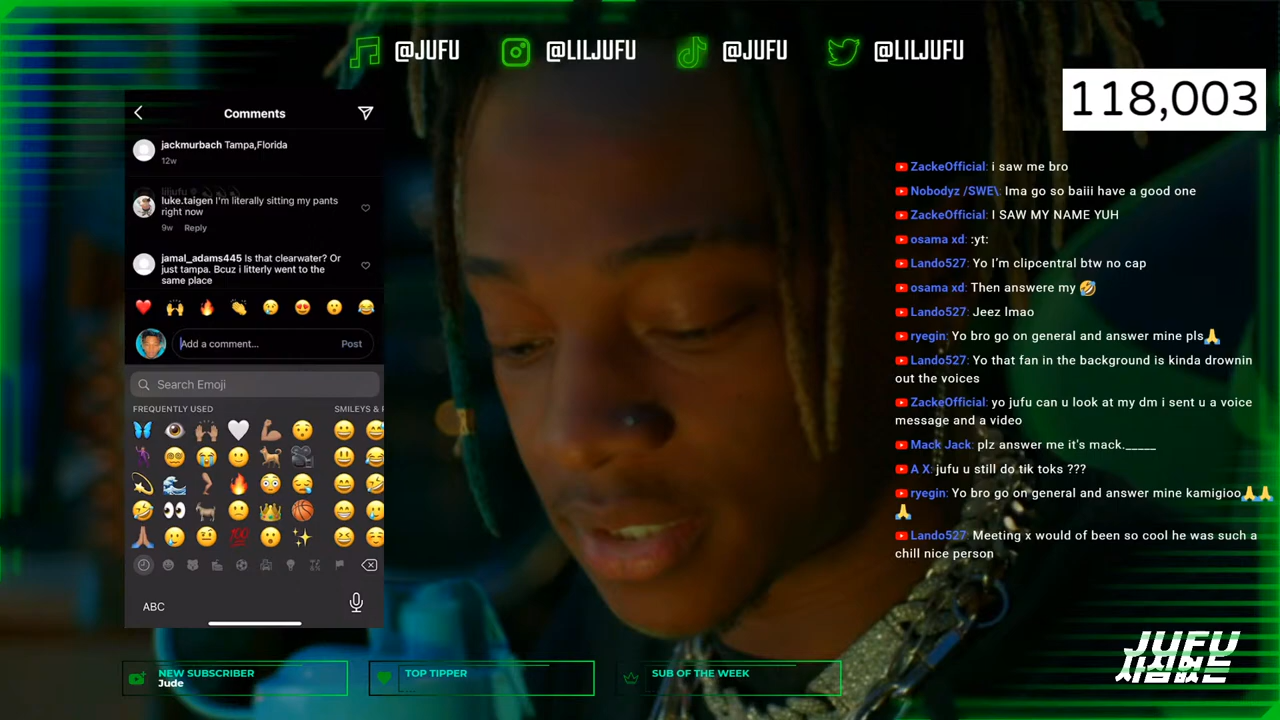 @JUFU
@LILJUFU
@JUFU
@LILJUFU
118,003
Comments
jackmurbach Tampa,Florida
12w
liljufu
luke.taigen I'm literally sitting my pants
right now
9w Reply
jamal_adams445 Is that clearwater? Or
just tampa. Bcuz i litterly went to the
same place
❤️ 🙌 🔥 👏 😢 😍 😮 😂
Add a comment... Post
Search Emoji
FREQUENTLY USED
SMILEYS &
ABC
ZackeOfficial: i saw me bro
Nobodyz /SWE\: Ima go so baiii have a good one
ZackeOfficial: I SAW MY NAME YUH
osama xd: :yt:
Lando527: Yo I'm clipcentral btw no cap
osama xd: Then answere my 🤣
Lando527: Jeez lmao
ryegin: Yo bro go on general and answer mine pls🙏
Lando527: Yo that fan in the background is kinda drownin
out the voices
ZackeOfficial: yo jufu can u look at my dm i sent u a voice
message and a video
Mack Jack: plz answer me it's mack._____
A X: jufu u still do tik toks ???
ryegin: Yo bro go on general and answer mine kamigioo🙏🙏
🙏
Lando527: Meeting x would of been so cool he was such a
chill nice person
NEW SUBSCRIBER
Jude
TOP TIPPER
SUB OF THE WEEK
JUFU
사심없는